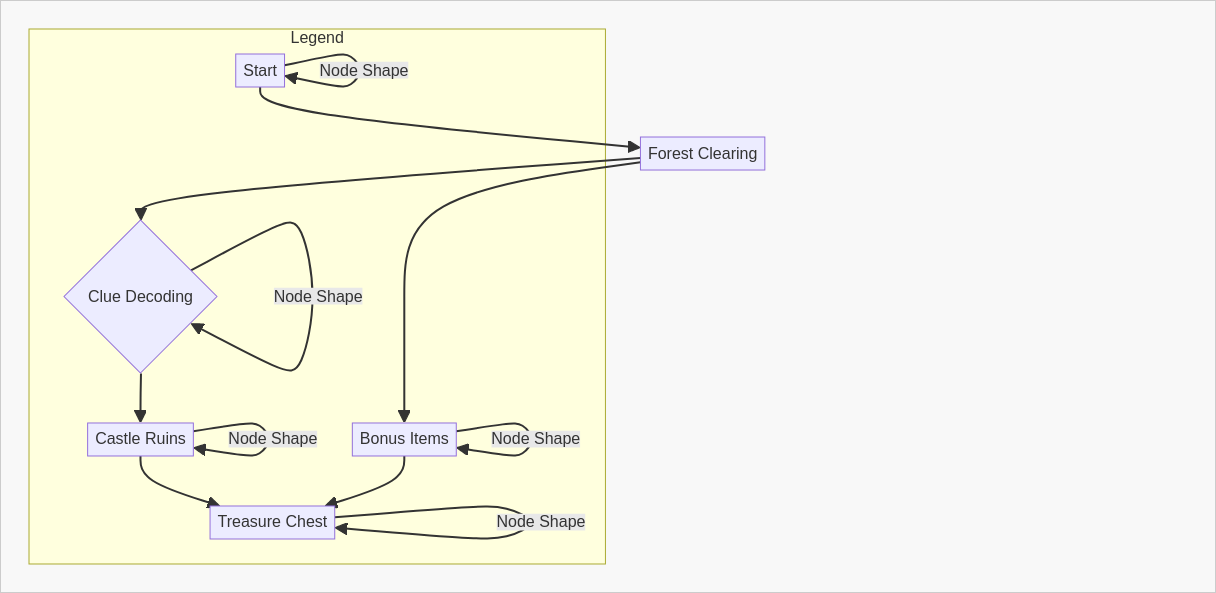 Legend
Start
Node Shape
Forest Clearing
Clue Decoding
Node Shape
Castle Ruins
Node Shape
Bonus Items
Node Shape
Treasure Chest
Node Shape